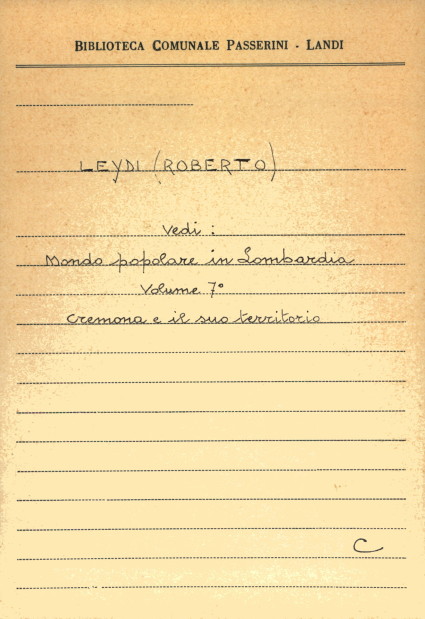 BIBLIOTECA COMUNALE PASSERINI - LANDI
LEYDI (ROBERTO)
Vedi :
Mondo popolare in Lombardia
Volume 7°
Cremona e il suo territorio
C